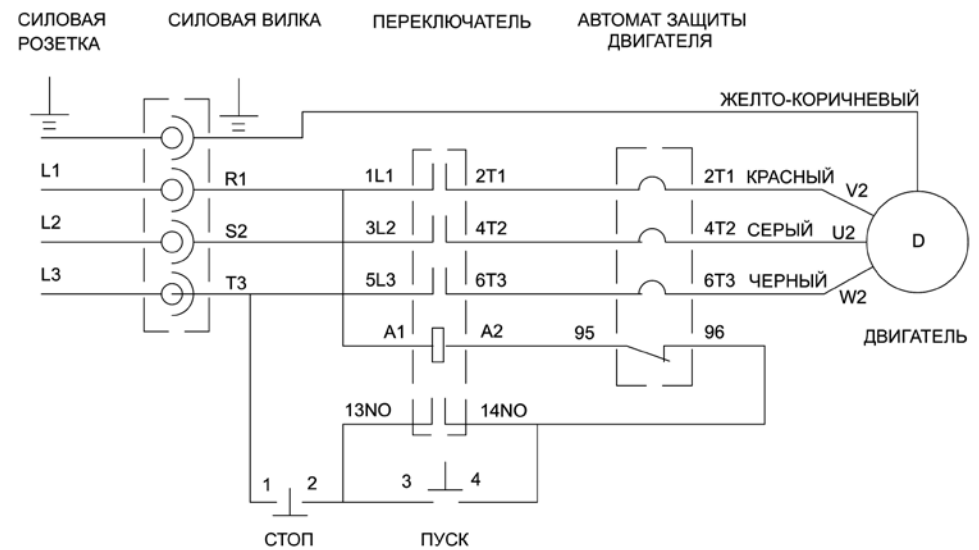 СИЛОВАЯ
РОЗЕТКА
СИЛОВАЯ ВИЛКА
ПЕРЕКЛЮЧАТЕЛЬ
АВТОМАТ ЗАЩИТЫ
ДВИГАТЕЛЯ
ЖЕЛТО-КОРИЧНЕВЫЙ
L1
R1
1L1
2T1
2T1
КРАСНЫЙ
V2
L2
S2
3L2
4T2
4T2
СЕРЫЙ
U2
D
L3
T3
5L3
6T3
6T3
ЧЕРНЫЙ
W2
ДВИГАТЕЛЬ
A1
A2
95
96
13NO
14NO
1
2
3
4
СТОП
ПУСК